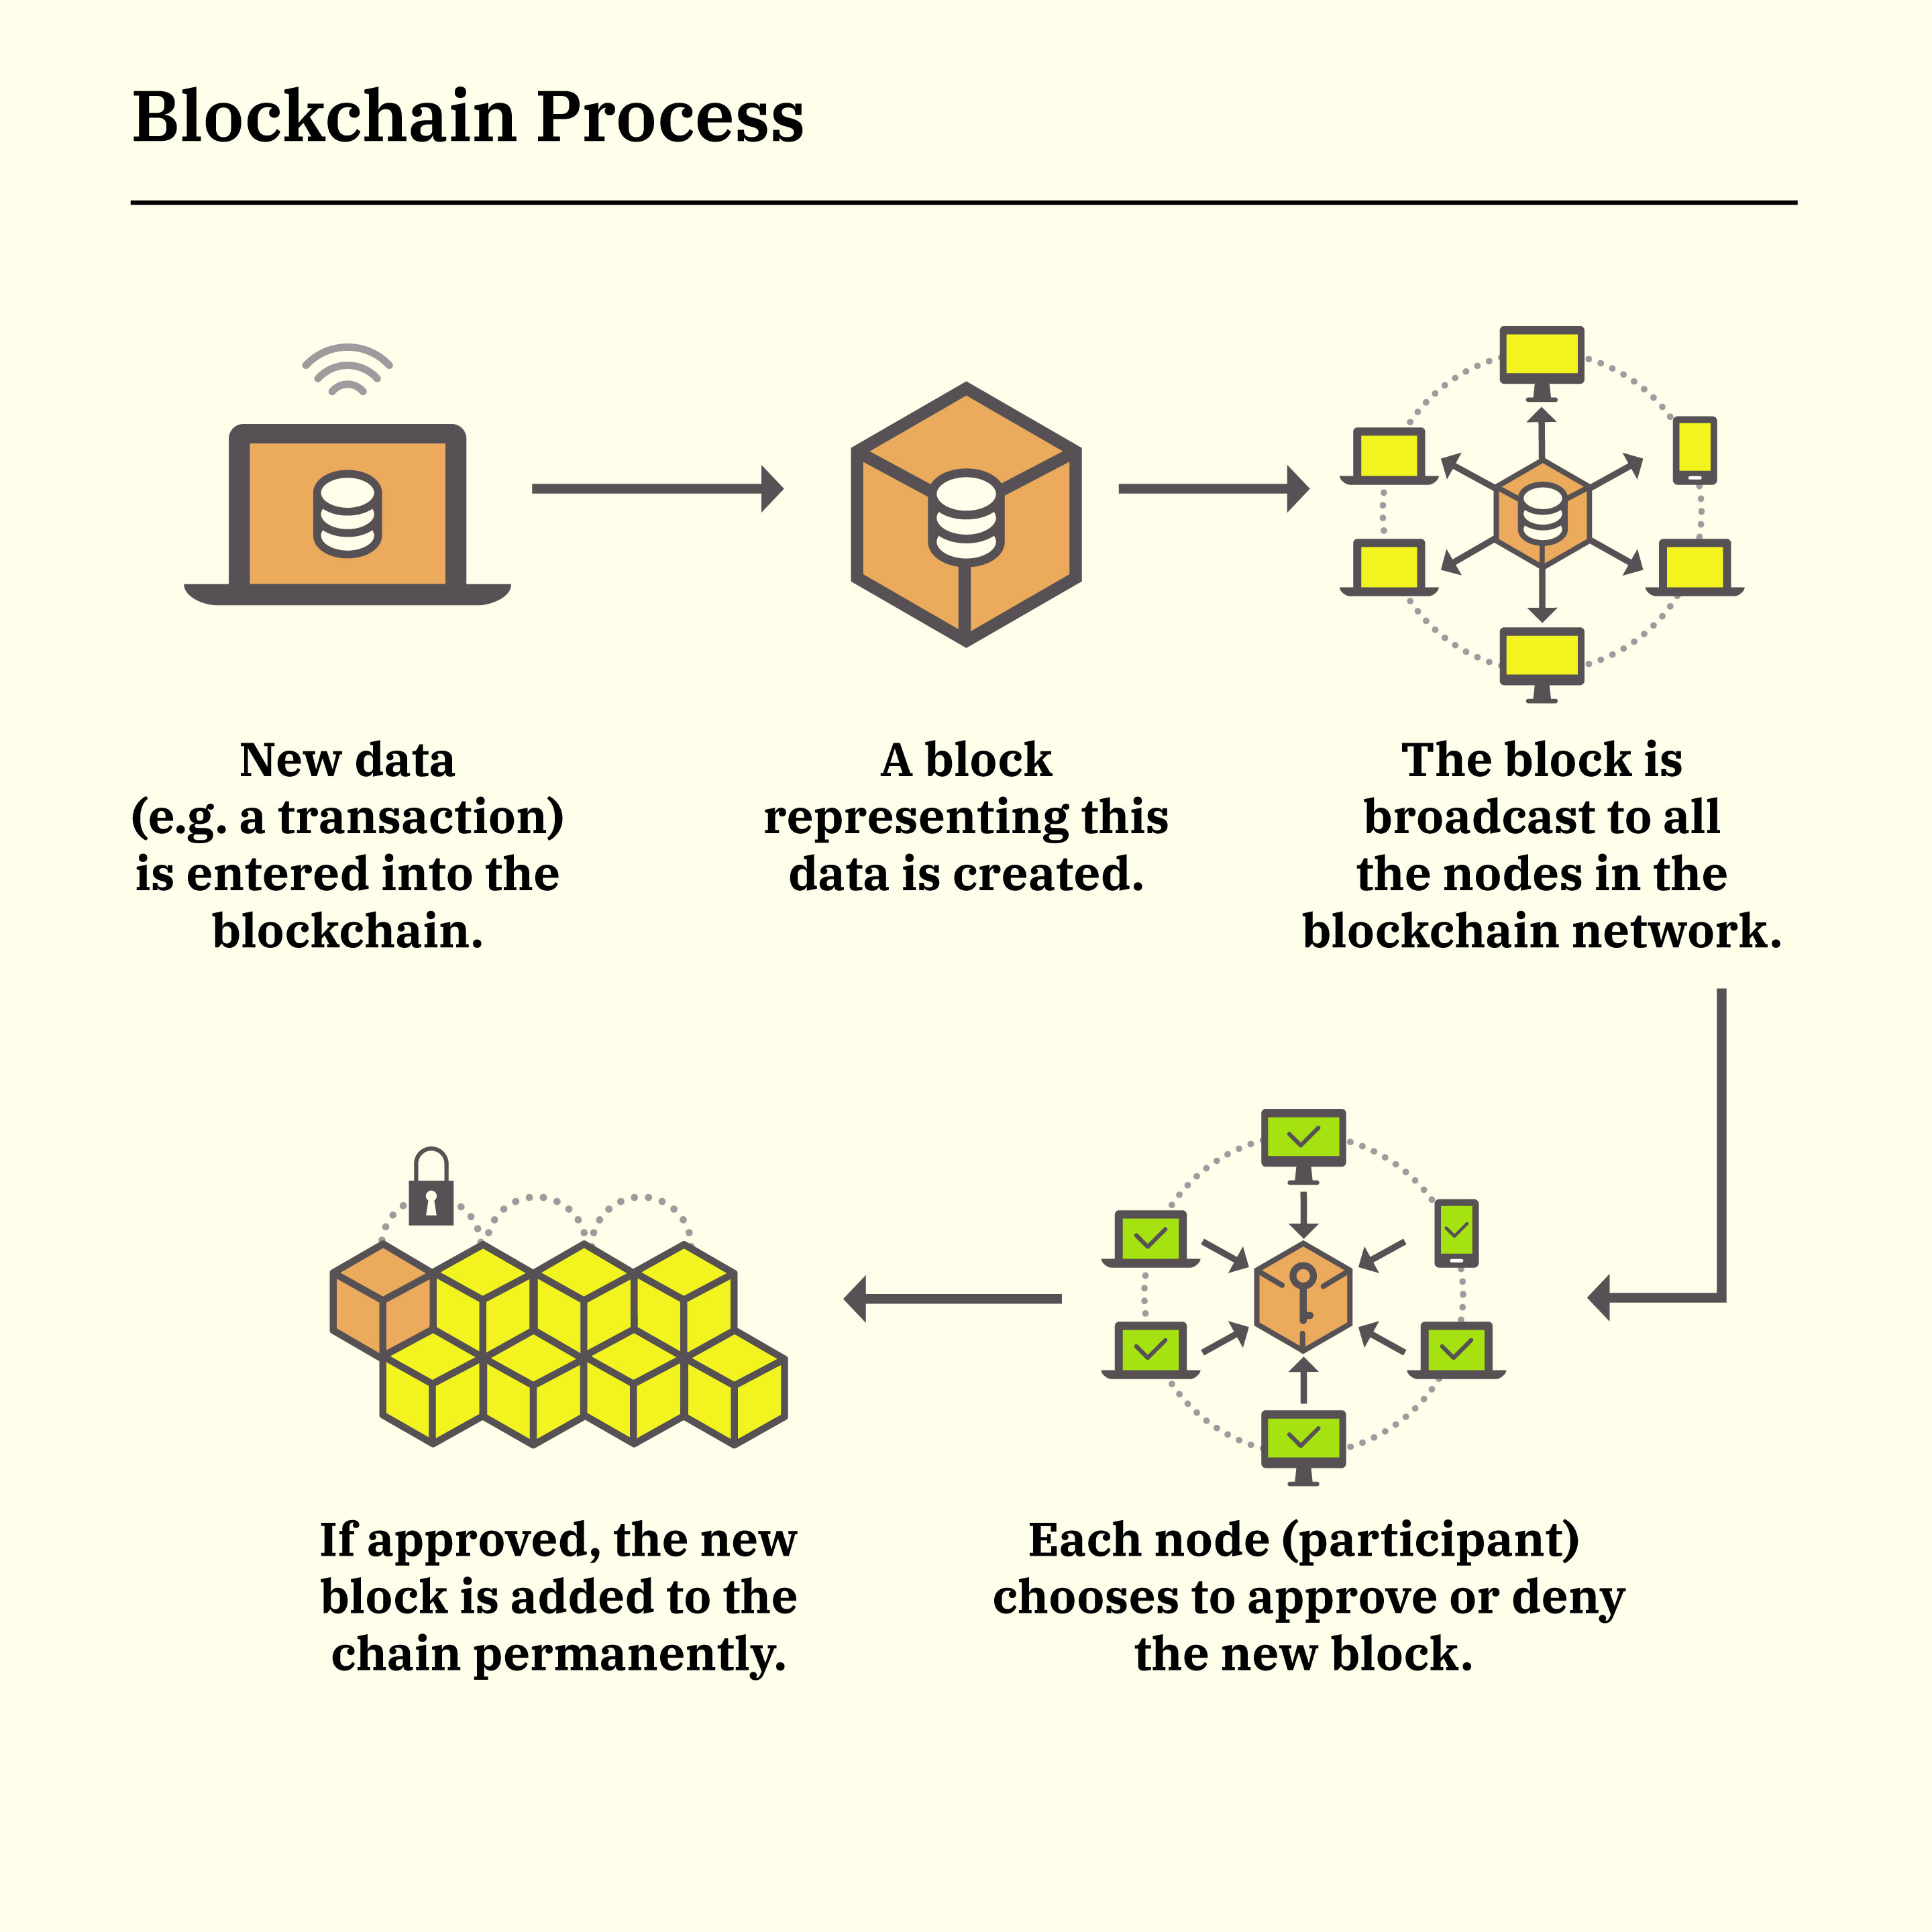 Blockchain Process
New data
(e.g. a transaction)
is entered into the
blockchain.
A block
representing this
data is created.
The block is
broadcast to all
the nodes in the
blockchain network.
Each node (participant)
chooses to approve or deny
the new block.
If approved, the new
block is added to the
chain permanently.